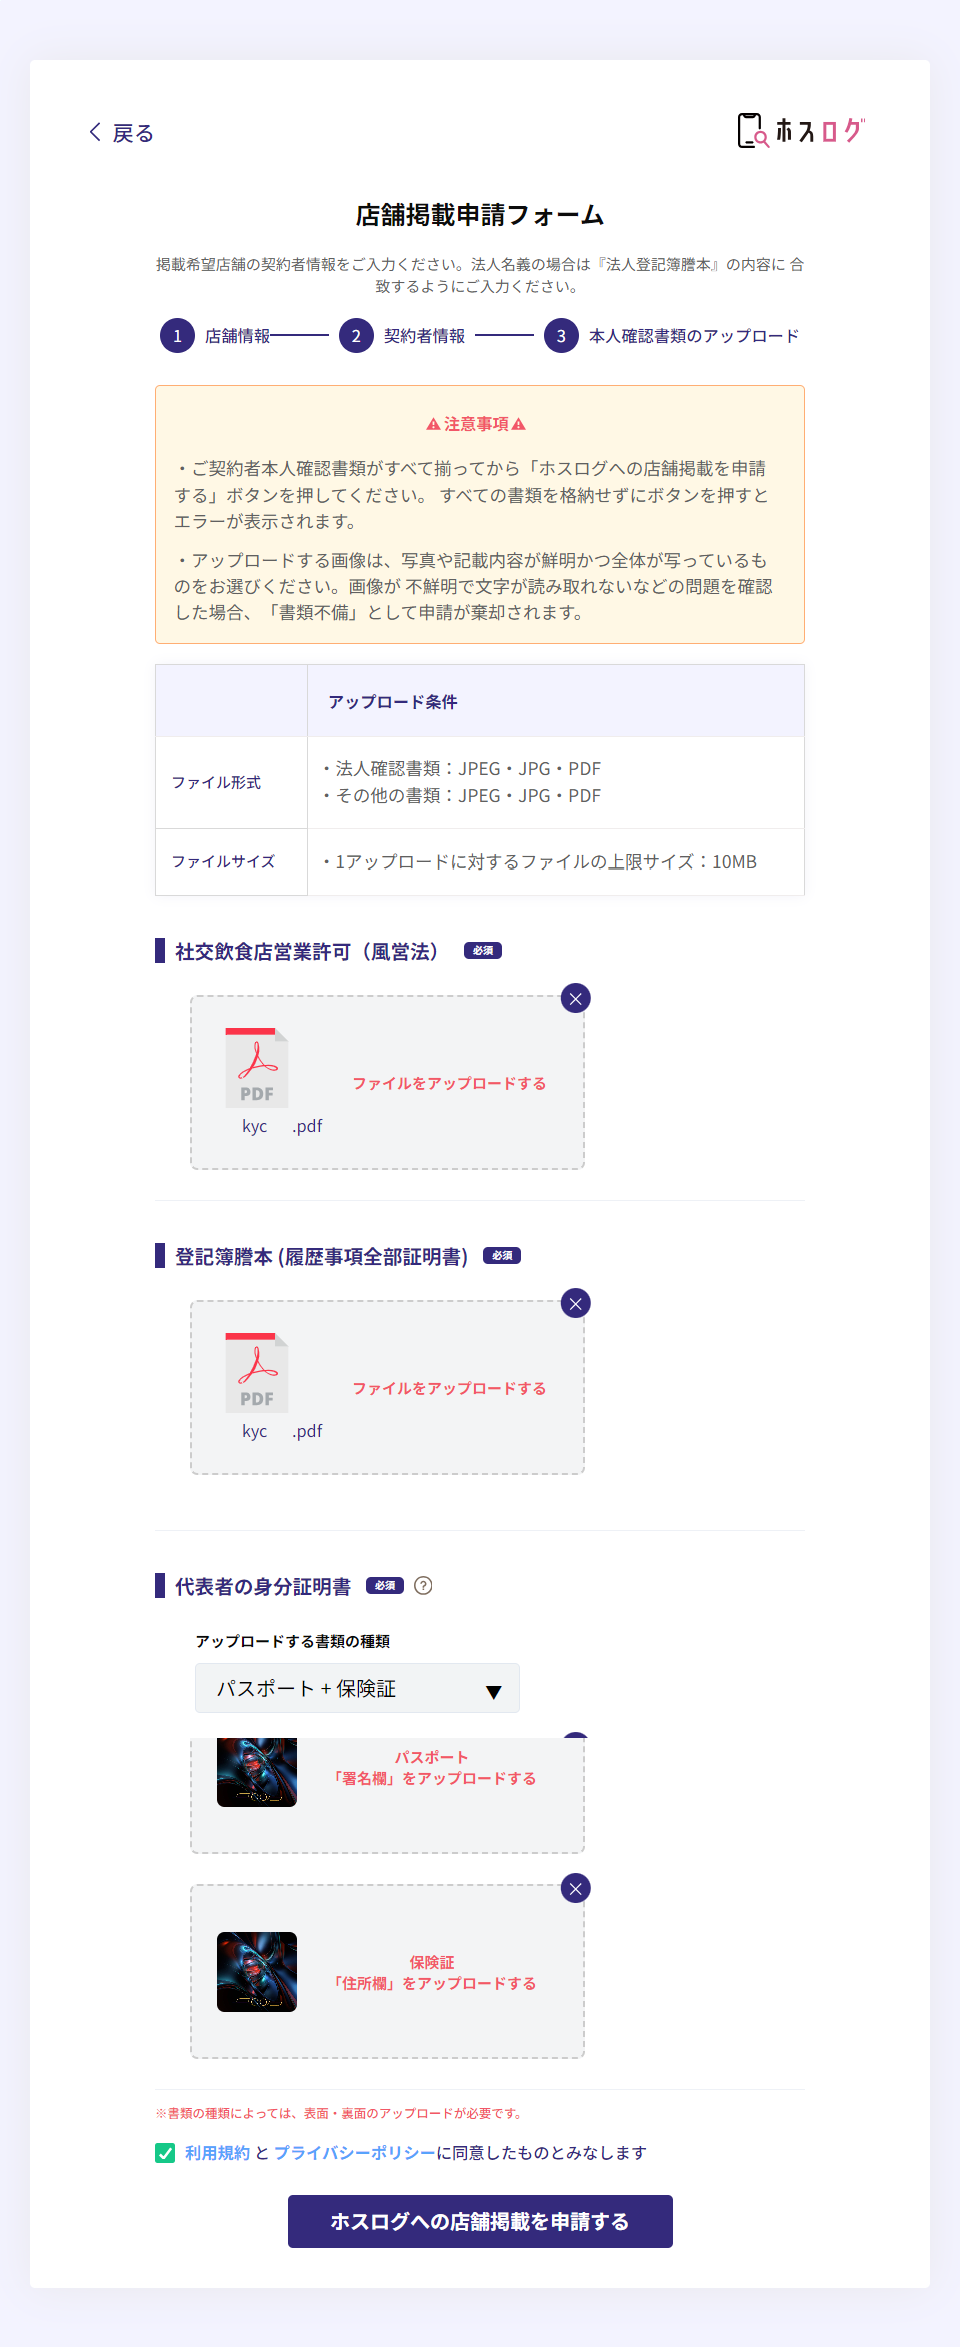 戻る
ホスログ
店舗掲載申請フォーム
掲載希望店舗の契約者情報をご入力ください。法人名義の場合は『法人登記簿謄本』の内容に 合
致するようにご入力ください。
1 店舗情報 2 契約者情報 3 本人確認書類のアップロード
注意事項
・ご契約者本人確認書類がすべて揃ってから「ホスログへの店舗掲載を申請
する」ボタンを押してください。 すべての書類を格納せずにボタンを押すと
エラーが表示されます。
・アップロードする画像は、写真や記載内容が鮮明かつ全体が写っているも
のをお選びください。画像が 不鮮明で文字が読み取れないなどの問題を確認
した場合、「書類不備」として申請が棄却されます。
アップロード条件
ファイル形式
・法人確認書類：JPEG・JPG・PDF
・その他の書類：JPEG・JPG・PDF
ファイルサイズ
・1アップロードに対するファイルの上限サイズ：10MB
社交飲食店営業許可（風営法） 必須
PDF
ファイルをアップロードする
kyc .pdf
登記簿謄本 (履歴事項全部証明書) 必須
PDF
ファイルをアップロードする
kyc .pdf
代表者の身分証明書 必須 ?
アップロードする書類の種類
パスポート + 保険証 ▼
パスポート
「署名欄」をアップロードする
保険証
「住所欄」をアップロードする
※書類の種類によっては、表面・裏面のアップロードが必要です。
利用規約 と プライバシーポリシーに同意したものとみなします
ホスログへの店舗掲載を申請する